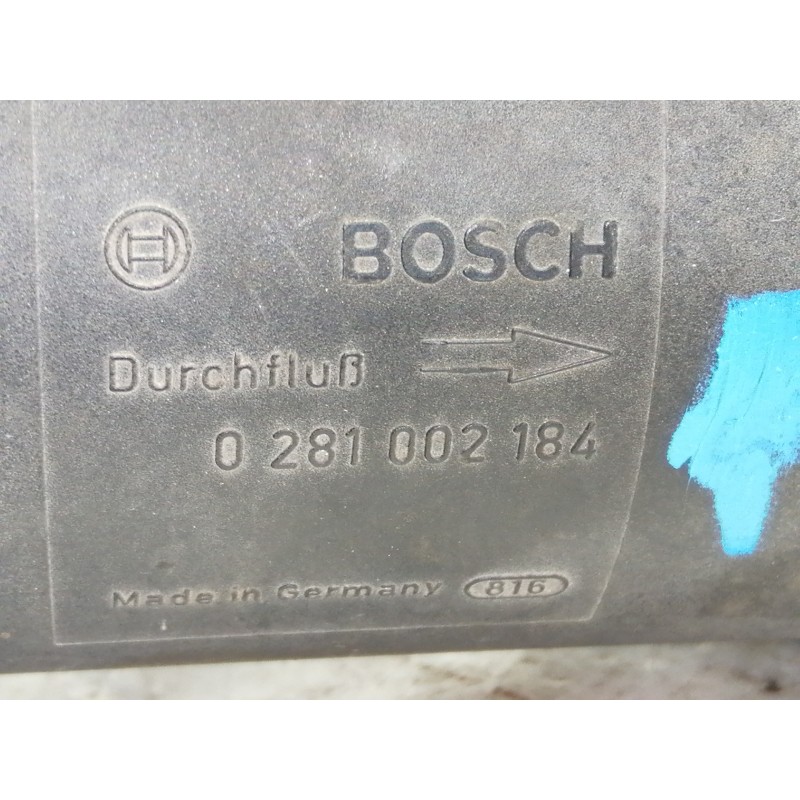 BOSCH
Durchfluß
0 281 002 184
Made in Germany 816